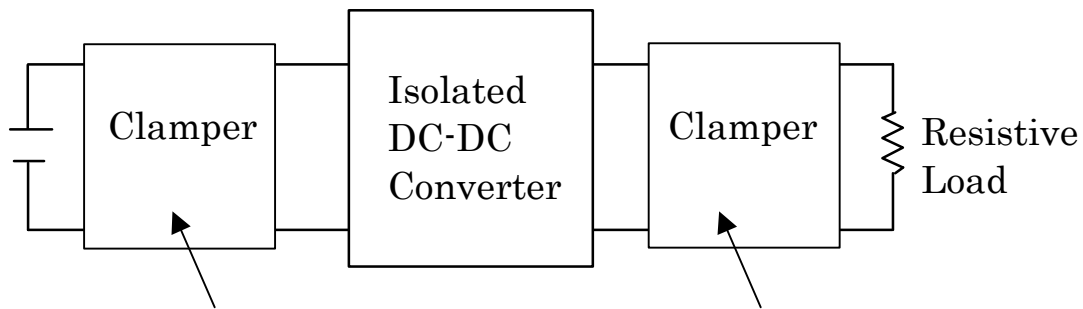 Clamper
Isolated
DC-DC
Converter
Clamper
Resistive
Load